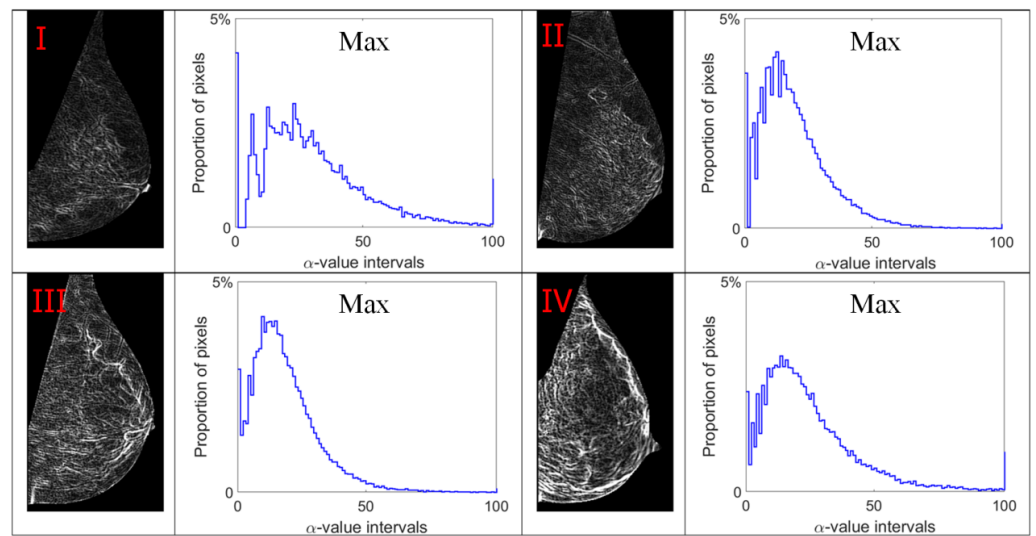 I
5%
Max
Proportion of pixels
0
0
50
100
α-value intervals
II
5%
Max
Proportion of pixels
0
0
50
100
α-value intervals
III
5%
Max
Proportion of pixels
0
0
50
100
α-value intervals
IV
5%
Max
Proportion of pixels
0
0
50
100
α-value intervals